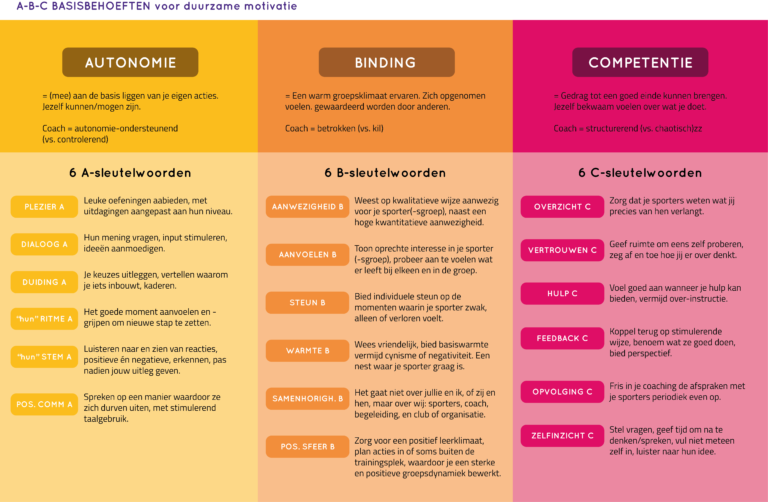 A-B-C BASISBEHOEFTEN voor duurzame motivatie
AUTONOMIE
= (mee) aan de basis liggen van je eigen acties.
Jezelf kunnen/mogen zijn.
Coach = autonomie-ondersteunend
(vs. controlerend)
6 A-sleutelwoorden
PLEZIER A
Leuke oefeningen aabieden, met
uitdagingen aangepast aan hun niveau.
DIALOOG A
Hun mening vragen, input stimuleren,
ideeën aanmoedigen.
DUIDING A
Je keuzes uitleggen, vertellen waarom
je iets inbouwt, kaderen.
"hun" RITME A
Het goede moment aanvoelen en -
grijpen om nieuwe stap te zetten.
"hun" STEM A
Luisteren naar en zien van reacties,
positieve én negatieve, erkennen, pas
nadien jouw uitleg geven.
POS. COMM A
Spreken op een manier waardoor ze
zich durven uiten, met stimulerend
taalgebruik.
BINDING
= Een warm groepsklimaat ervaren. Zich opgenomen
voelen. gewaardeerd worden door anderen.
Coach = betrokken (vs. kil)
6 B-sleutelwoorden
AANWEZIGHEID B
Weest op kwalitatieve wijze aanwezig
voor je sporter(-sgroep), naast een
hoge kwantitatieve aanwezigheid.
AANVOELEN B
Toon oprechte interesse in je sporter
(-sgroep), probeer aan te voelen wat
er leeft bij elkeen en in de groep.
STEUN B
Bied individuele steun op de
momenten waarin je sporter zwak,
alleen of verloren voelt.
WARMTE B
Wees vriendelijk, bied basiswarmte
vermijd cynisme of negativiteit. Een
nest waar je sporter graag is.
SAMENHORIGH. B
Het gaat niet over jullie en ik, of zij en
hen, maar over wij: sporters, coach,
begeleiding, en club of organisatie.
POS. SFEER B
Zorg voor een positief leerklimaat,
plan acties in of soms buiten de
trainingsplek, waardoor je een sterke
en positieve groepsdynamiek bewerkt.
COMPETENTIE
= Gedrag tot een goed einde kunnen brengen.
Jezelf bekwaam voelen over wat je doet.
Coach = structurerend (vs. chaotisch)zz
6 C-sleutelwoorden
OVERZICHT C
Zorg dat je sporters weten wat jij
precies van hen verlangt.
VERTROUWEN C
Geef ruimte om eens zelf proberen,
zeg af en toe hoe jij er over denkt.
HULP C
Voel goed aan wanneer je hulp kan
bieden, vermijd over-instructie.
FEEDBACK C
Koppel terug op stimulerende
wijze, benoem wat ze goed doen,
bied perspectief.
OPVOLGING C
Fris in je coaching de afspraken met
je sporters periodiek even op.
ZELFINZICHT C
Stel vragen, geef tijd om na te
denken/spreken, vul niet meteen
zelf in, luister naar hun idee.